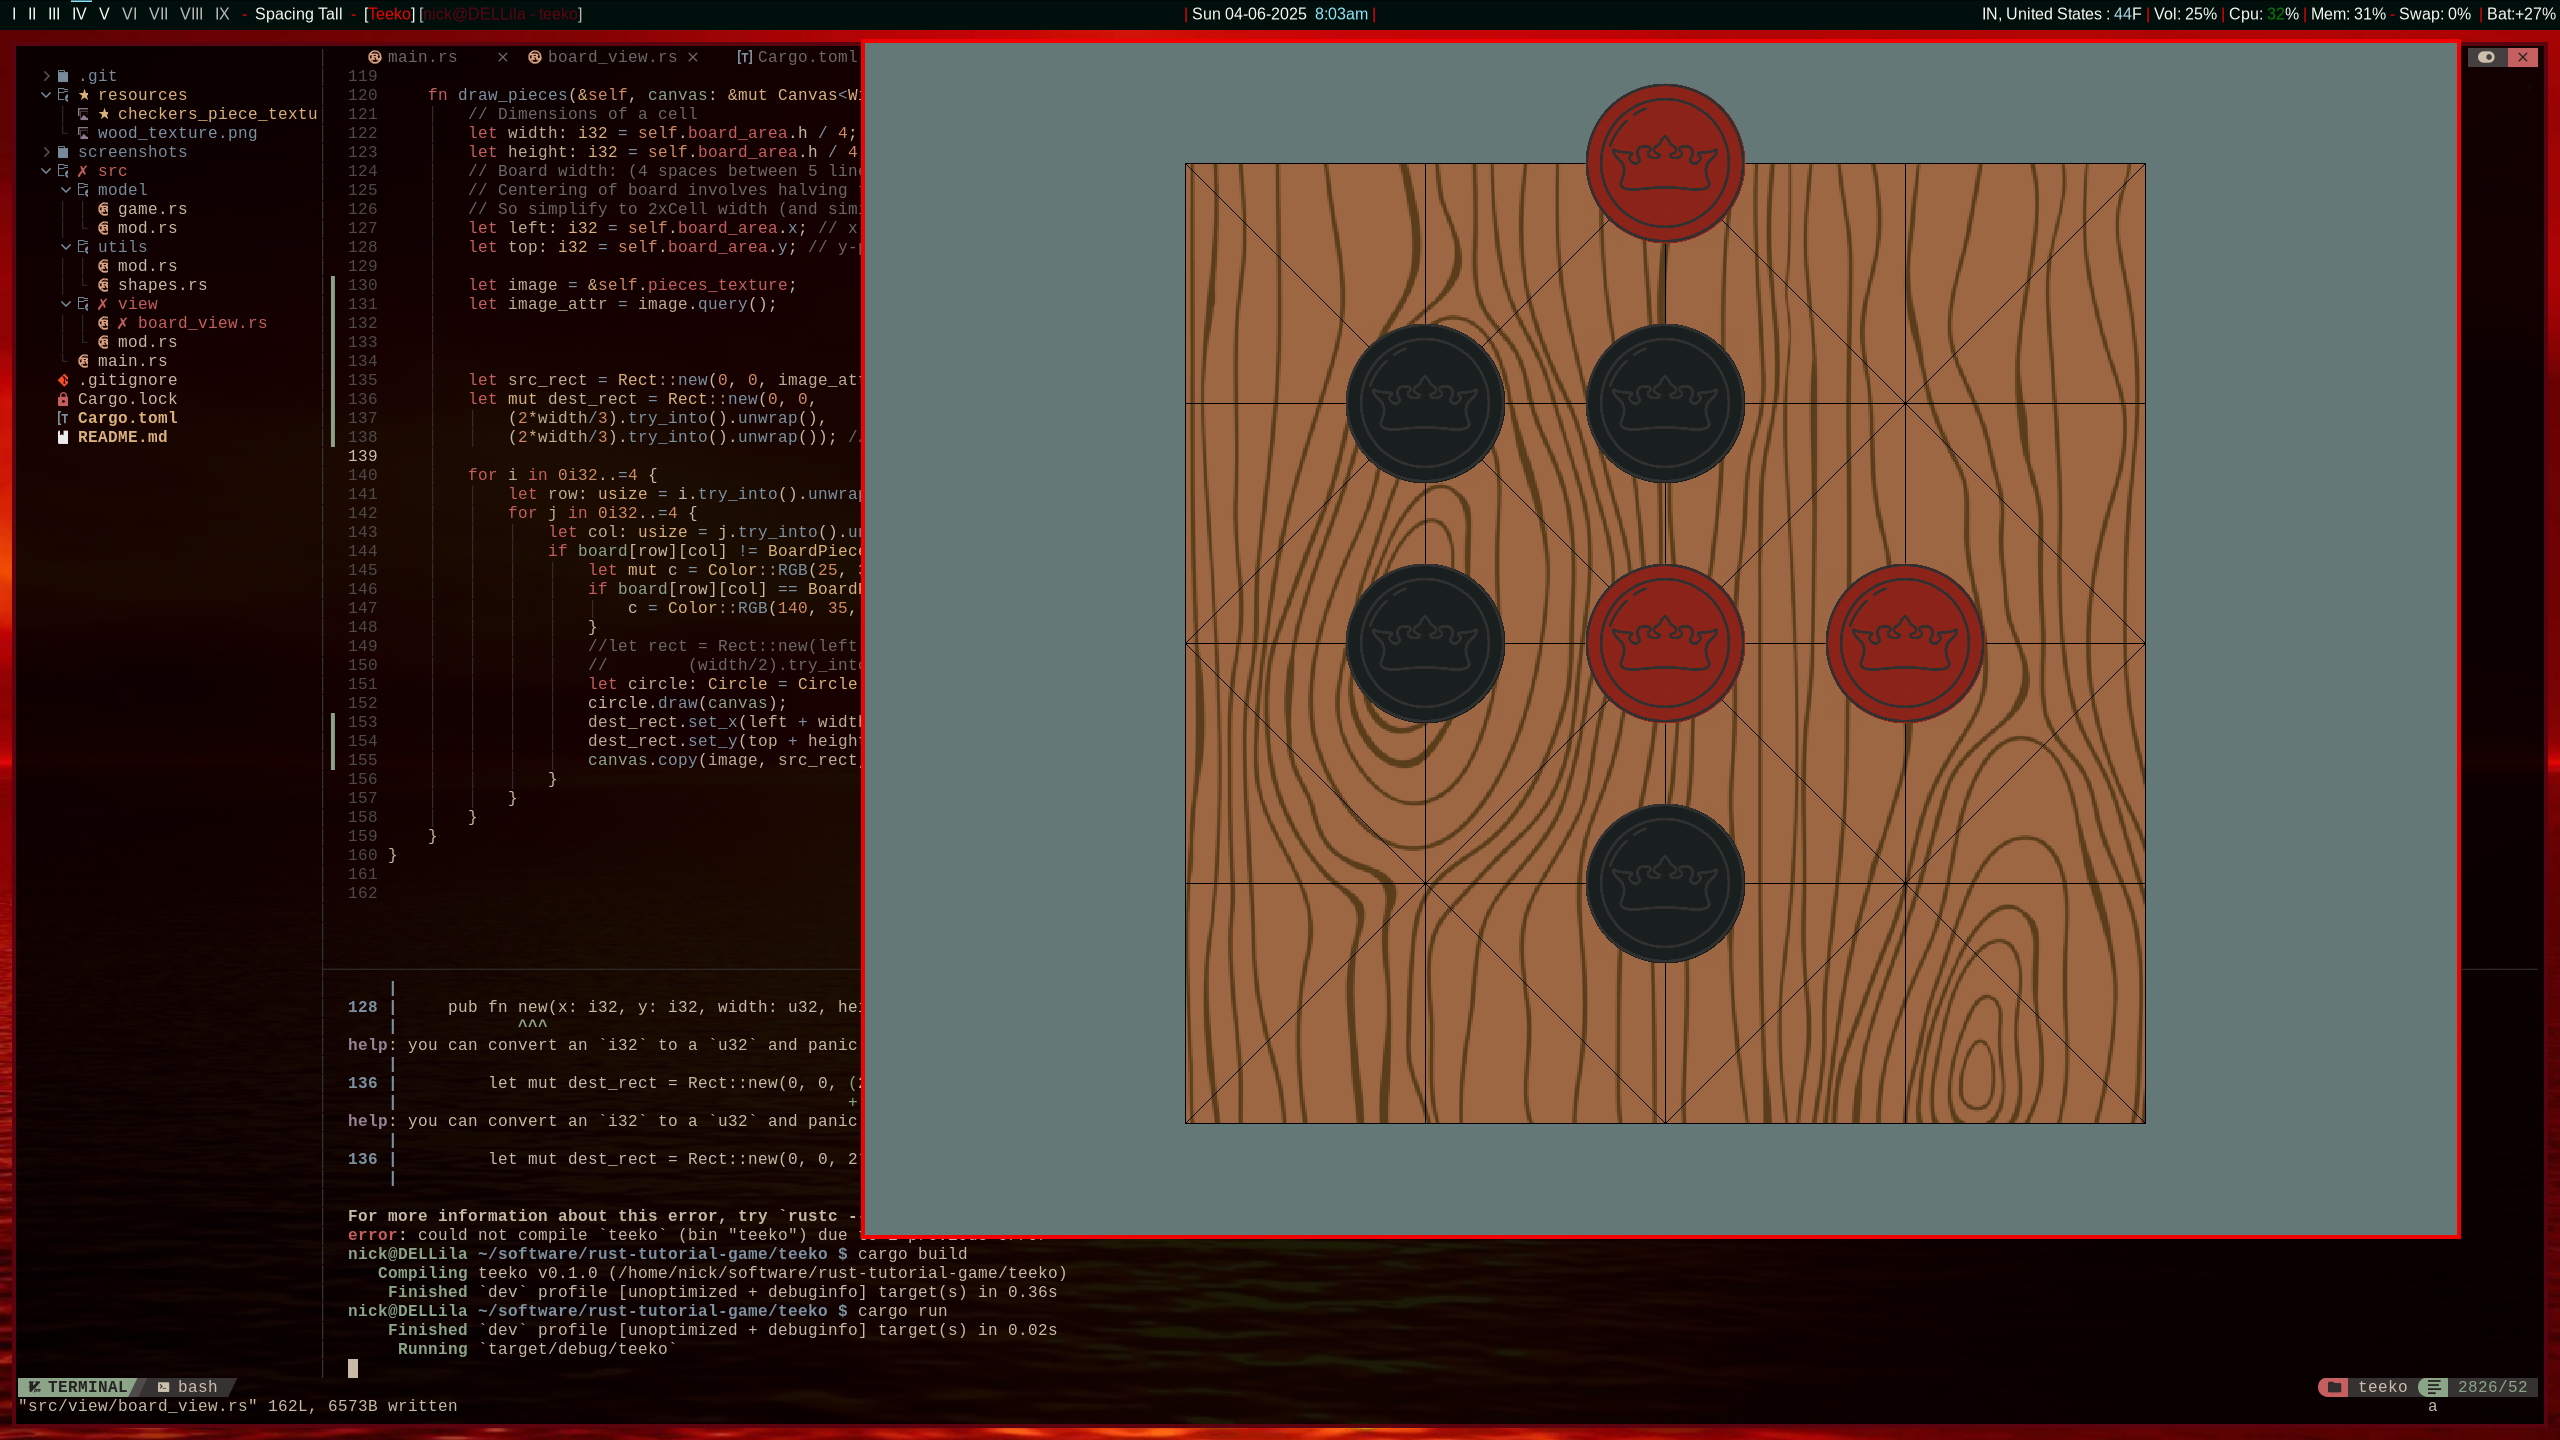 I II III IV V VI VII VIII IX - Spacing Tall - [Teeko] [nick@DELLila - teeko]
| Sun 04-06-2025 8:03am |
IN, United States : 44F | Vol: 25% | Cpu: 32% | Mem: 31% - Swap: 0% | Bat:+27%
main.rs × board_view.rs × [T] Cargo.toml
.git
resources
checkers_piece_textu
wood_texture.png
screenshots
✗ src
model
game.rs
mod.rs
utils
mod.rs
shapes.rs
✗ view
✗ board_view.rs
mod.rs
main.rs
.gitignore
Cargo.lock
Cargo.toml
README.md
119
120 fn draw_pieces(&self, canvas: &mut Canvas<Wi
121 // Dimensions of a cell
122 let width: i32 = self.board_area.h / 4;
123 let height: i32 = self.board_area.h / 4
124 // Board width: (4 spaces between 5 line
125 // Centering of board involves halving
126 // So simplify to 2xCell width (and simi
127 let left: i32 = self.board_area.x; // x
128 let top: i32 = self.board_area.y; // y-p
129
130 let image = &self.pieces_texture;
131 let image_attr = image.query();
132
133
134
135 let src_rect = Rect::new(0, 0, image_att
136 let mut dest_rect = Rect::new(0, 0,
137 (2*width/3).try_into().unwrap(),
138 (2*width/3).try_into().unwrap()); //
139
140 for i in 0i32..=4 {
141 let row: usize = i.try_into().unwrap
142 for j in 0i32..=4 {
143 let col: usize = j.try_into().un
144 if board[row][col] != BoardPiece
145 let mut c = Color::RGB(25, 3
146 if board[row][col] == BoardP
147 c = Color::RGB(140, 35,
148 }
149 //let rect = Rect::new(left
150 // (width/2).try_into
151 let circle: Circle = Circle
152 circle.draw(canvas);
153 dest_rect.set_x(left + width
154 dest_rect.set_y(top + height
155 canvas.copy(image, src_rect,
156 }
157 }
158 }
159 }
160 }
161
162
|
128 | pub fn new(x: i32, y: i32, width: u32, hei
| ^^^
help: you can convert an `i32` to a `u32` and panic
|
136 | let mut dest_rect = Rect::new(0, 0, (2
| +
help: you can convert an `i32` to a `u32` and panic
|
136 | let mut dest_rect = Rect::new(0, 0, 2*
|
For more information about this error, try `rustc -
error: could not compile `teeko` (bin "teeko") due to 1 previous error
nick@DELLila ~/software/rust-tutorial-game/teeko $ cargo build
Compiling teeko v0.1.0 (/home/nick/software/rust-tutorial-game/teeko)
Finished `dev` profile [unoptimized + debuginfo] target(s) in 0.36s
nick@DELLila ~/software/rust-tutorial-game/teeko $ cargo run
Finished `dev` profile [unoptimized + debuginfo] target(s) in 0.02s
Running `target/debug/teeko`
TERMINAL bash
teeko 2826/52
"src/view/board_view.rs" 162L, 6573B written
a